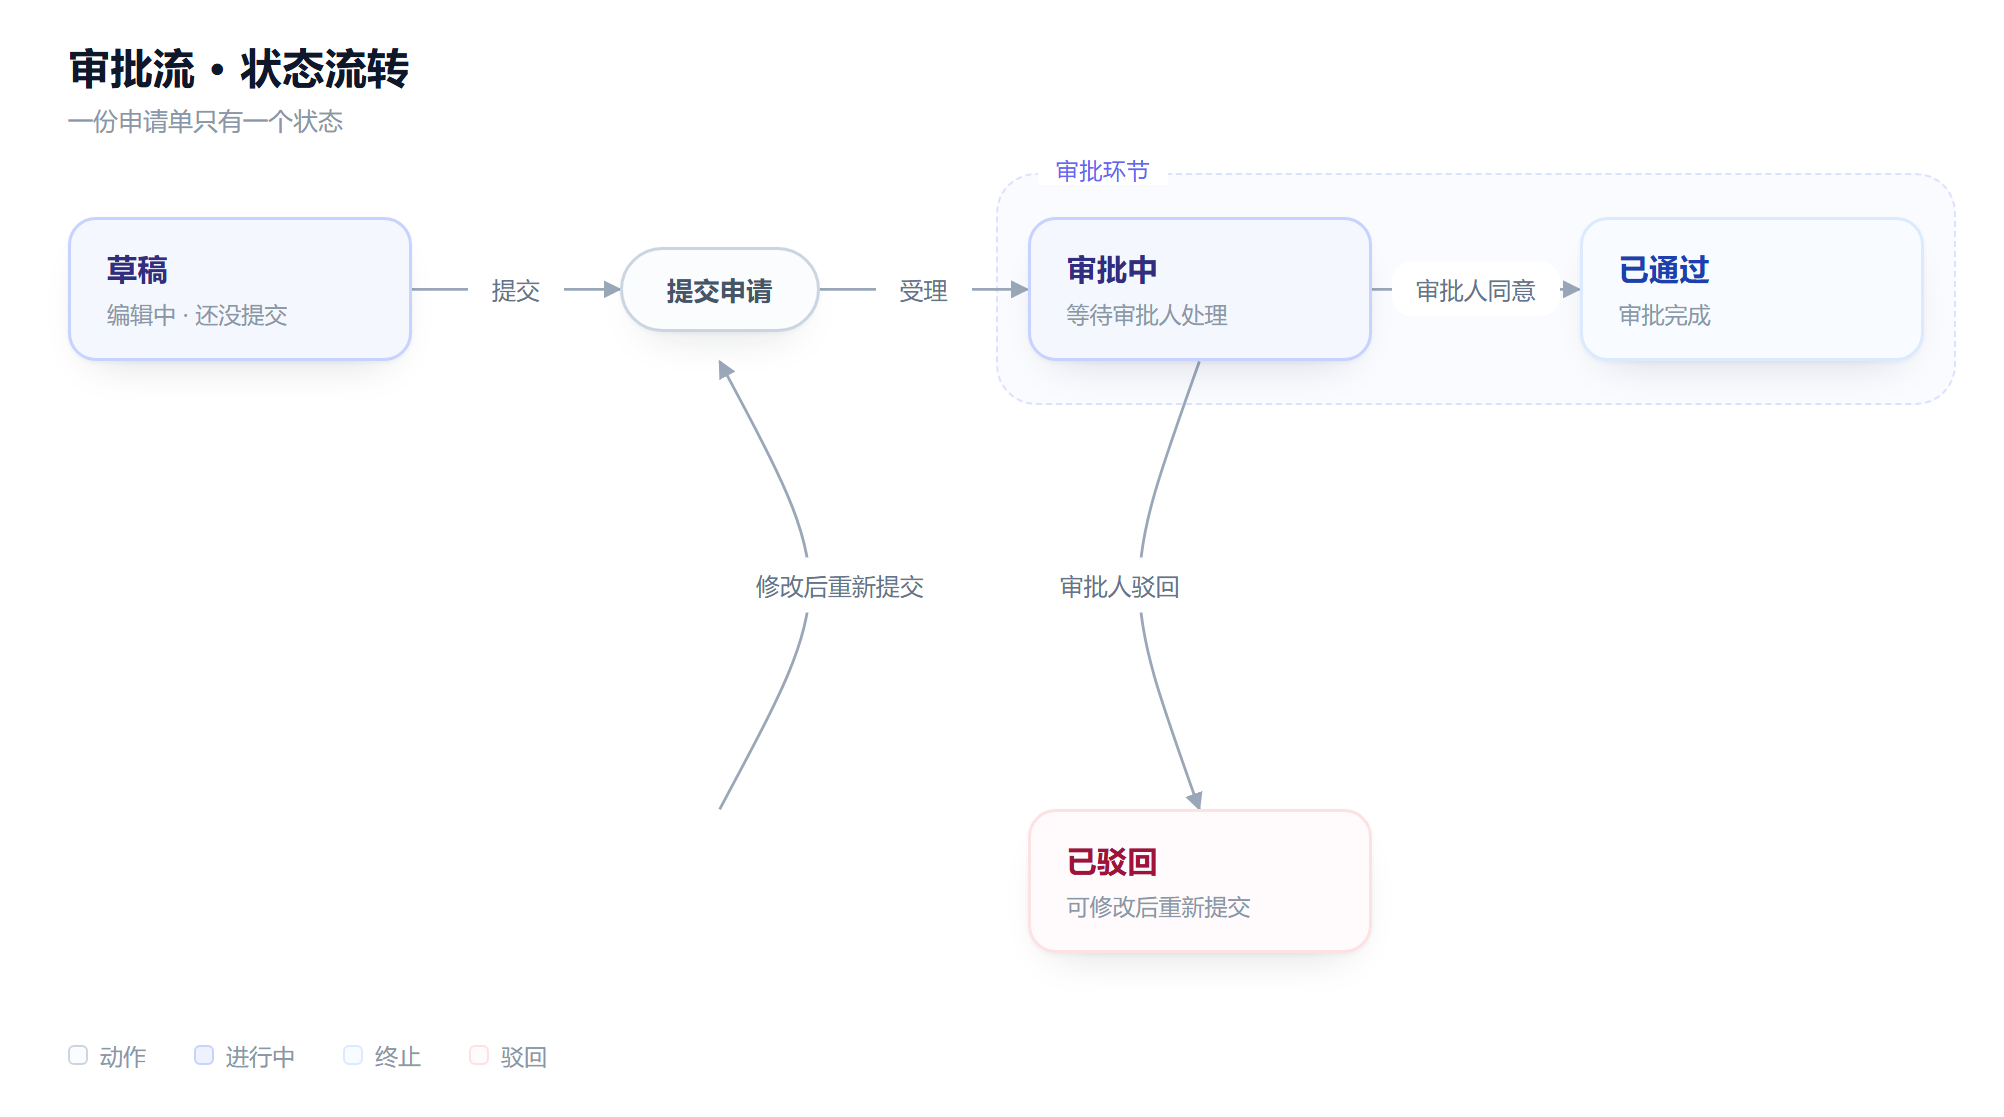 审批流 · 状态流转
一份申请单只有一个状态
审批环节
草稿
编辑中 · 还没提交
提交
提交申请
受理
审批中
等待审批人处理
审批人同意
已通过
审批完成
修改后重新提交
审批人驳回
已驳回
可修改后重新提交
动作
进行中
终止
驳回